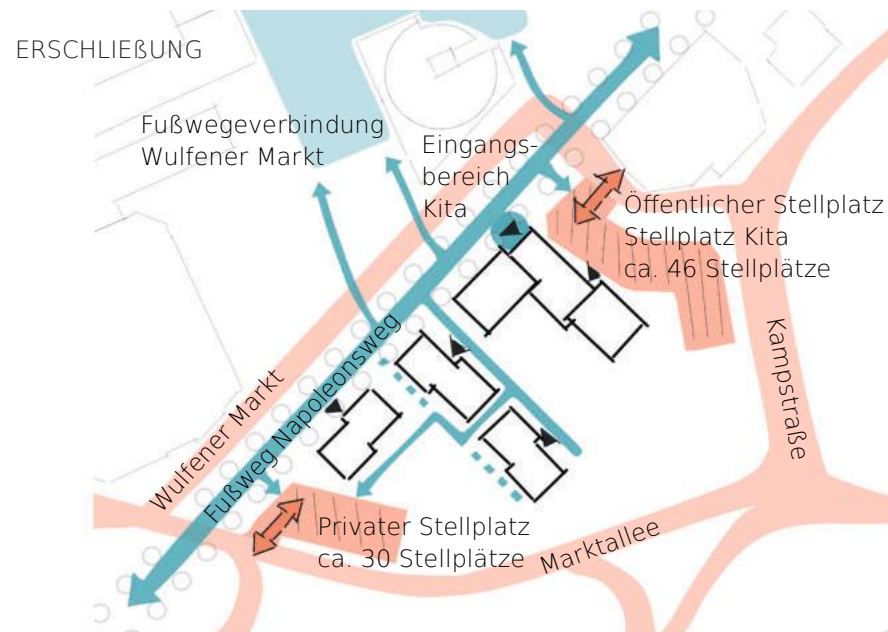 ERSCHLIEßUNG
Fußwegeverbindung
Wulfener Markt
Eingangs-
bereich
Kita
Öffentlicher Stellplatz
Stellplatz Kita
ca. 46 Stellplätze
Kampstraße
Fußweg Napoleonsweg
Wulfener Markt
Privater Stellplatz
ca. 30 Stellplätze
Marktallee